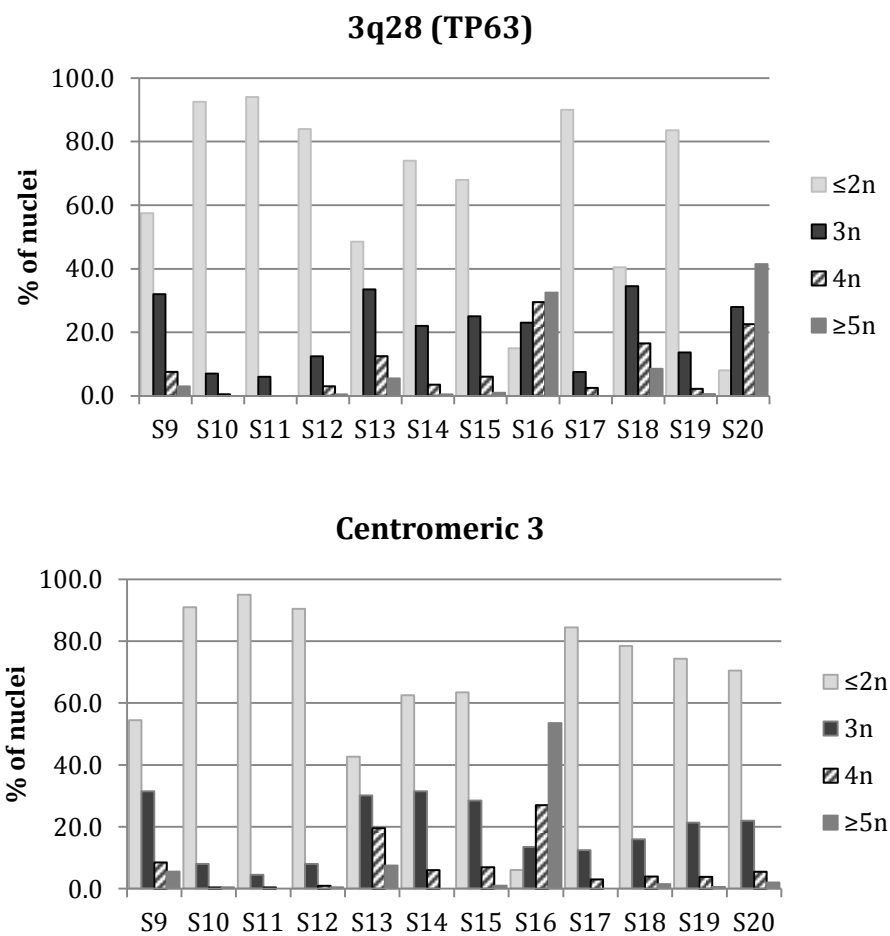 3q28 (TP63)
100.0
80.0
60.0
40.0
20.0
0.0
% of nuclei
S9 S10 S11 S12 S13 S14 S15 S16 S17 S18 S19 S20
≤2n
3n
4n
≥5n
Centromeric 3
100.0
80.0
60.0
40.0
20.0
0.0
% of nuclei
S9 S10 S11 S12 S13 S14 S15 S16 S17 S18 S19 S20
≤2n
3n
4n
≥5n